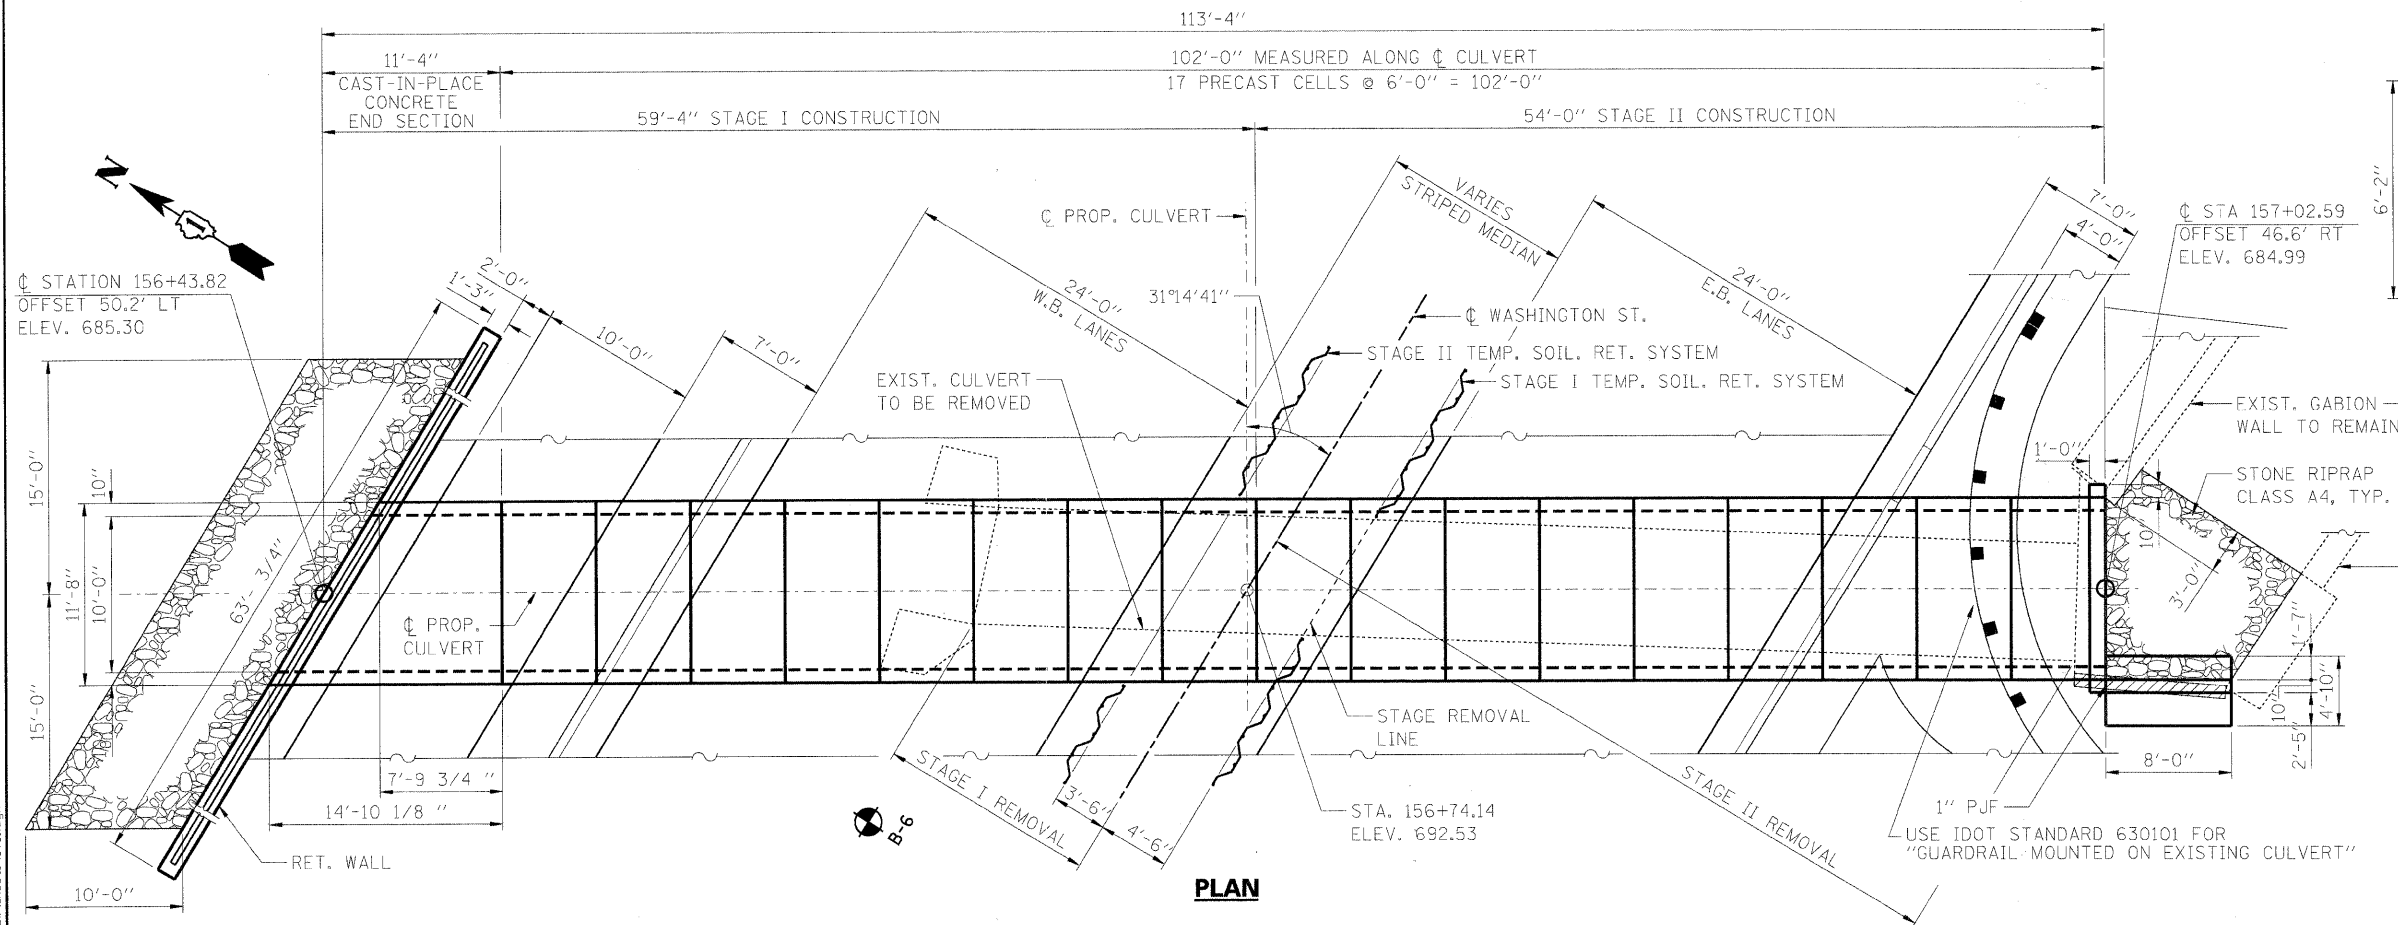 113'-4"
11'-4"
CAST-IN-PLACE
CONCRETE
END SECTION
102'-0" MEASURED ALONG ℄ CULVERT
17 PRECAST CELLS @ 6'-0" = 102'-0"
59'-4" STAGE I CONSTRUCTION
54'-0" STAGE II CONSTRUCTION
6'-2"
N
℄ STATION 156+43.82
OFFSET 50.2' LT
ELEV. 685.30
2'-0"
1'-3"
10'-0"
7'-0"
24'-0"
W.B. LANES
℄ PROP. CULVERT
VARIES
STRIPED MEDIAN
31°14'41"
℄ WASHINGTON ST.
24'-0"
E.B. LANES
7'-0"
4'-0"
℄ STA 157+02.59
OFFSET 46.6' RT
ELEV. 684.99
STAGE II TEMP. SOIL. RET. SYSTEM
STAGE I TEMP. SOIL. RET. SYSTEM
EXIST. CULVERT
TO BE REMOVED
EXIST. GABION
WALL TO REMAIN
1'-0"
STONE RIPRAP
CLASS A4, TYP.
15'-0"
10"
11'-8"
10'-0"
63'- 3/4"
℄ PROP.
CULVERT
10"
3'-0"
1'-7"
15'-0"
10"
7'-9 3/4 "
14'-10 1/8 "
RET. WALL
10'-0"
B-6
STAGE I REMOVAL
3'-6"
4'-6"
STAGE REMOVAL
LINE
STA. 156+74.14
ELEV. 692.53
STAGE II REMOVAL
10"
4'-10"
2'-5"
8'-0"
1" PJF
USE IDOT STANDARD 630101 FOR
"GUARDRAIL MOUNTED ON EXISTING CULVERT"
PLAN